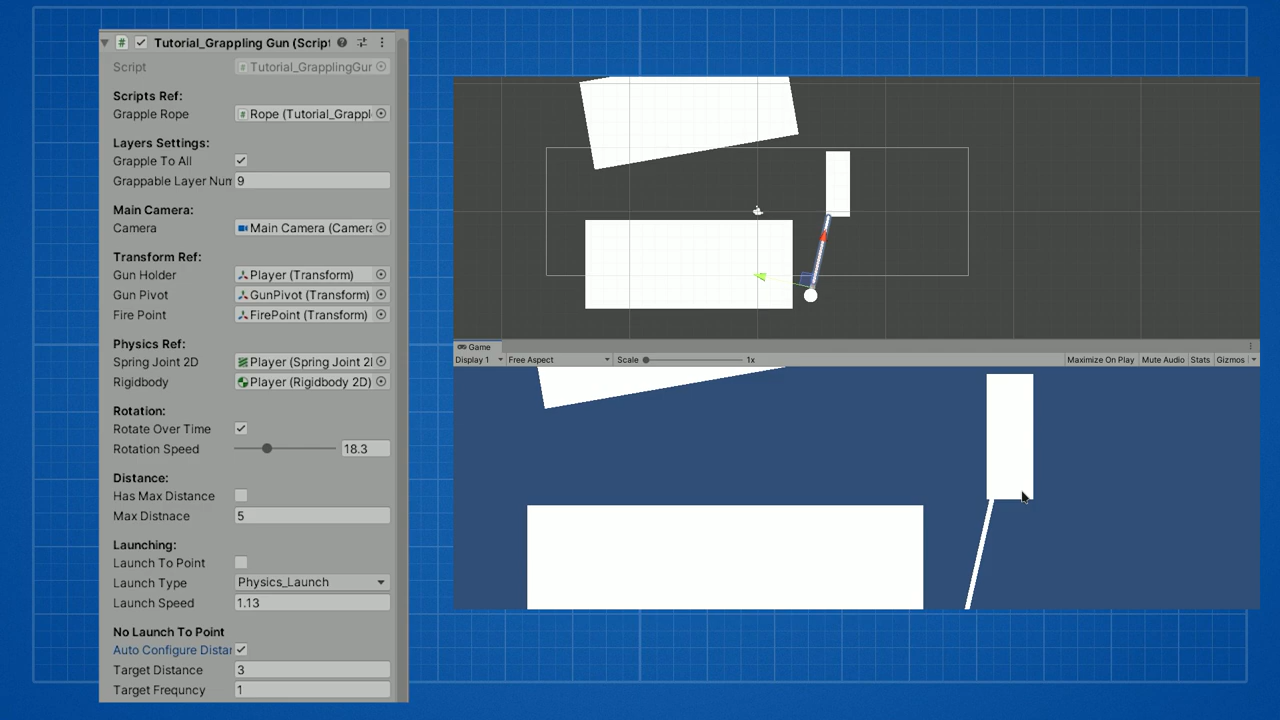 Tutorial_Grappling Gun (Script
Script Tutorial_GrapplingGur
Scripts Ref:
Grapple Rope Rope (Tutorial_Grappl
Layers Settings:
Grapple To All
Grappable Layer Num 9
Main Camera:
Camera Main Camera (Camera
Transform Ref:
Gun Holder Player (Transform)
Gun Pivot GunPivot (Transform)
Fire Point FirePoint (Transform)
Physics Ref:
Spring Joint 2D Player (Spring Joint 2I
Rigidbody Player (Rigidbody 2D)
Rotation:
Rotate Over Time
Rotation Speed 18.3
Distance:
Has Max Distance
Max Distnace 5
Launching:
Launch To Point
Launch Type Physics_Launch
Launch Speed 1.13
No Launch To Point
Auto Configure Distar
Target Distance 3
Target Frequncy 1
Game
Display 1 Free Aspect Scale 1x Maximize On Play Mute Audio Stats Gizmos